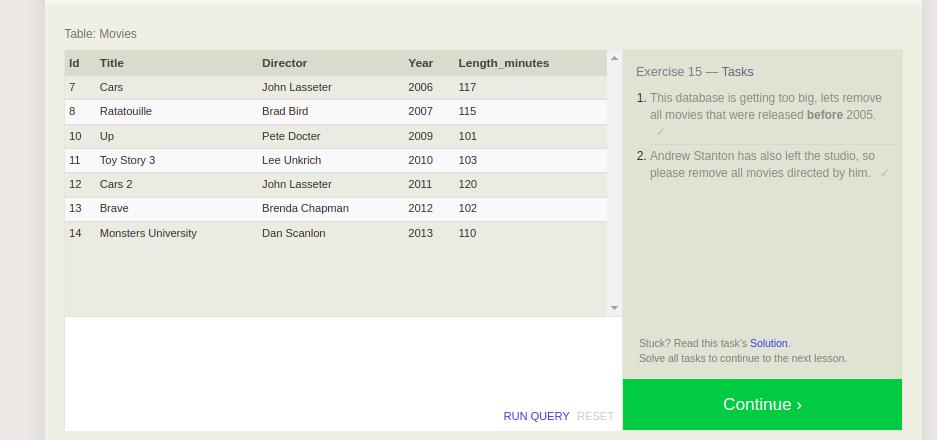 Table: Movies
Id Title Director Year Length_minutes
7 Cars John Lasseter 2006 117
8 Ratatouille Brad Bird 2007 115
10 Up Pete Docter 2009 101
11 Toy Story 3 Lee Unkrich 2010 103
12 Cars 2 John Lasseter 2011 120
13 Brave Brenda Chapman 2012 102
14 Monsters University Dan Scanlon 2013 110
RUN QUERY RESET
Exercise 15 — Tasks
1. This database is getting too big, lets remove
all movies that were released before 2005.
✓
2. Andrew Stanton has also left the studio, so
please remove all movies directed by him. ✓
Stuck? Read this task's Solution.
Solve all tasks to continue to the next lesson.
Continue ›